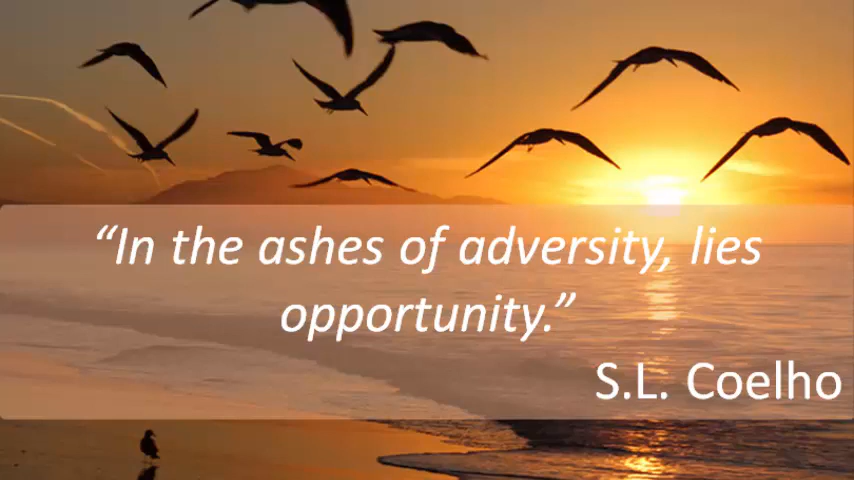 “In the ashes of adversity, lies
opportunity.”
S.L. Coelho